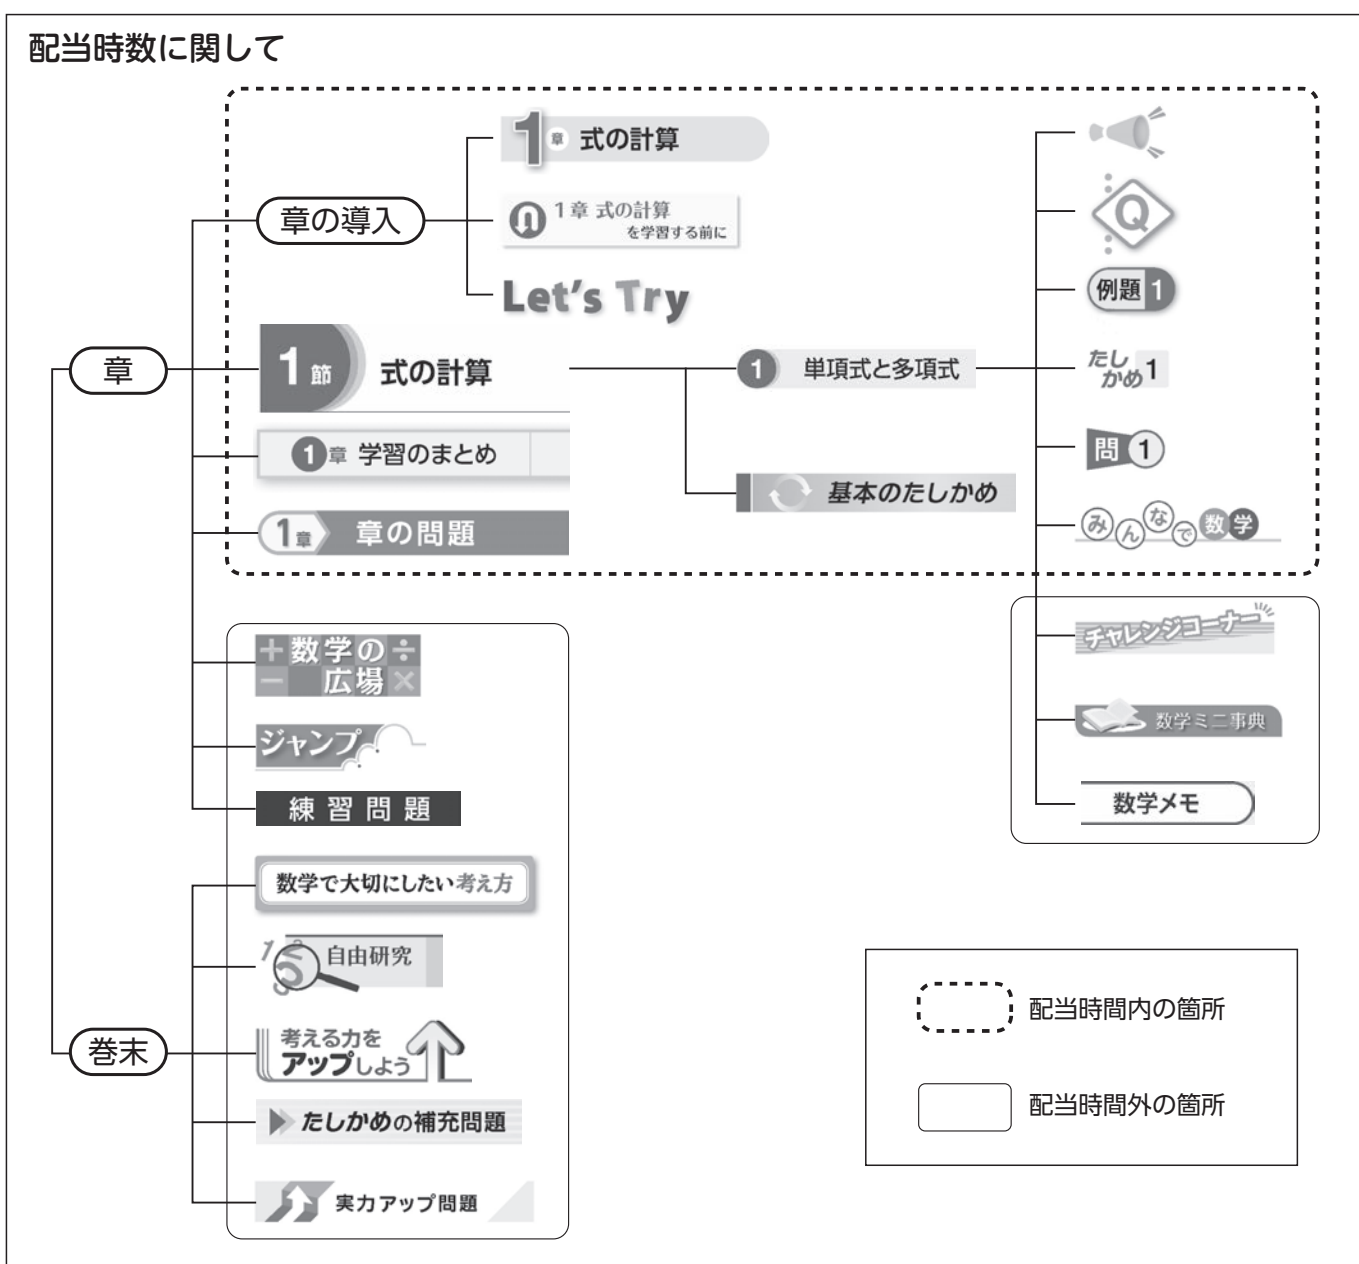 配当時数に関して
章
章の導入
1章 式の計算
1章 式の計算
を学習する前に
Let's Try
1節 式の計算
1 単項式と多項式
基本のたしかめ
Q
例題 1
たし
かめ 1
問 1
みんなで数学
1章 学習のまとめ
1章 章の問題
チャレンジコーナー
数学ミニ事典
数学メモ
+数学の÷
−広場×
ジャンプ
練習問題
巻末
数学で大切にしたい考え方
自由研究
考える力を
アップしよう
たしかめの補充問題
実力アップ問題
配当時間内の箇所
配当時間外の箇所